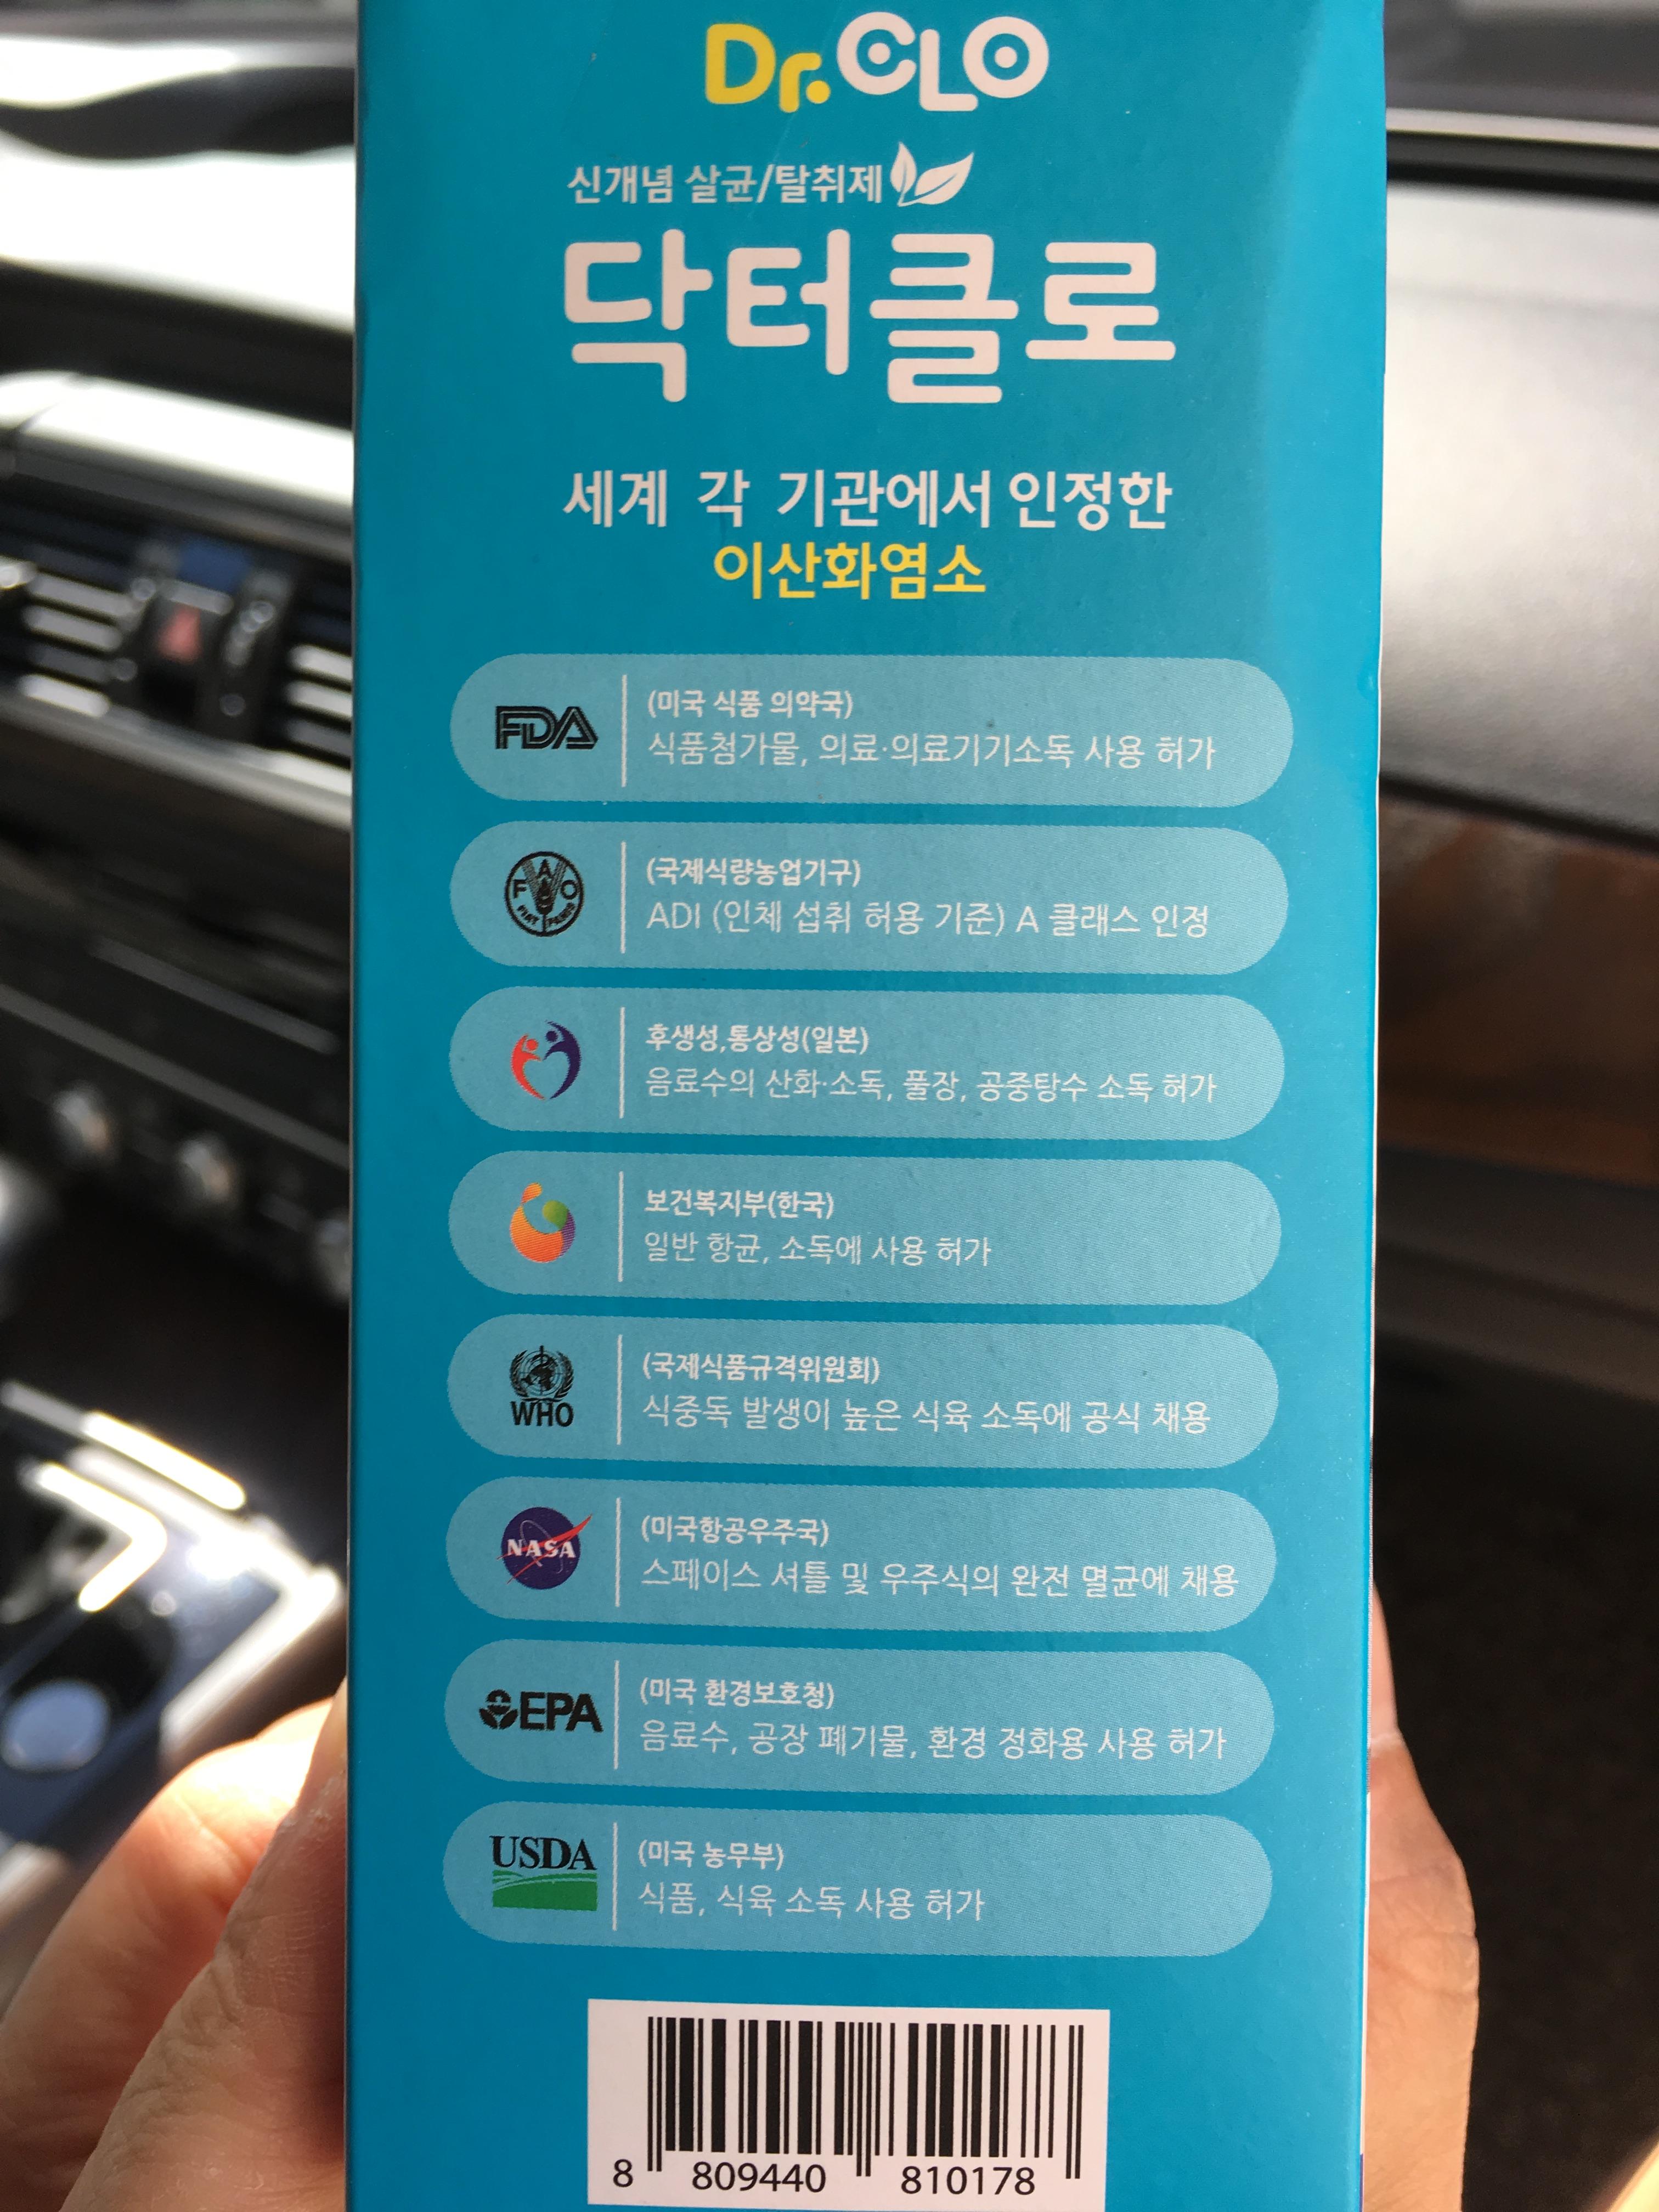 Dr.CLO
신개념 살균/탈취제
닥터클로
세계 각 기관에서 인정한
이산화염소
FDA
(미국 식품 의약국)
식품첨가물, 의료·의료기기소독 사용 허가
FAO
FIAT PANIS
(국제식량농업기구)
ADI (인체 섭취 허용 기준) A 클래스 인정
후생성,통상성(일본)
음료수의 산화·소독, 풀장, 공중탕수 소독 허가
보건복지부(한국)
일반 항균, 소독에 사용 허가
WHO
(국제식품규격위원회)
식중독 발생이 높은 식육 소독에 공식 채용
NASA
(미국항공우주국)
스페이스 셔틀 및 우주식의 완전 멸균에 채용
EPA
(미국 환경보호청)
음료수, 공장 폐기물, 환경 정화용 사용 허가
USDA
(미국 농무부)
식품, 식육 소독 사용 허가
8 809440 810178